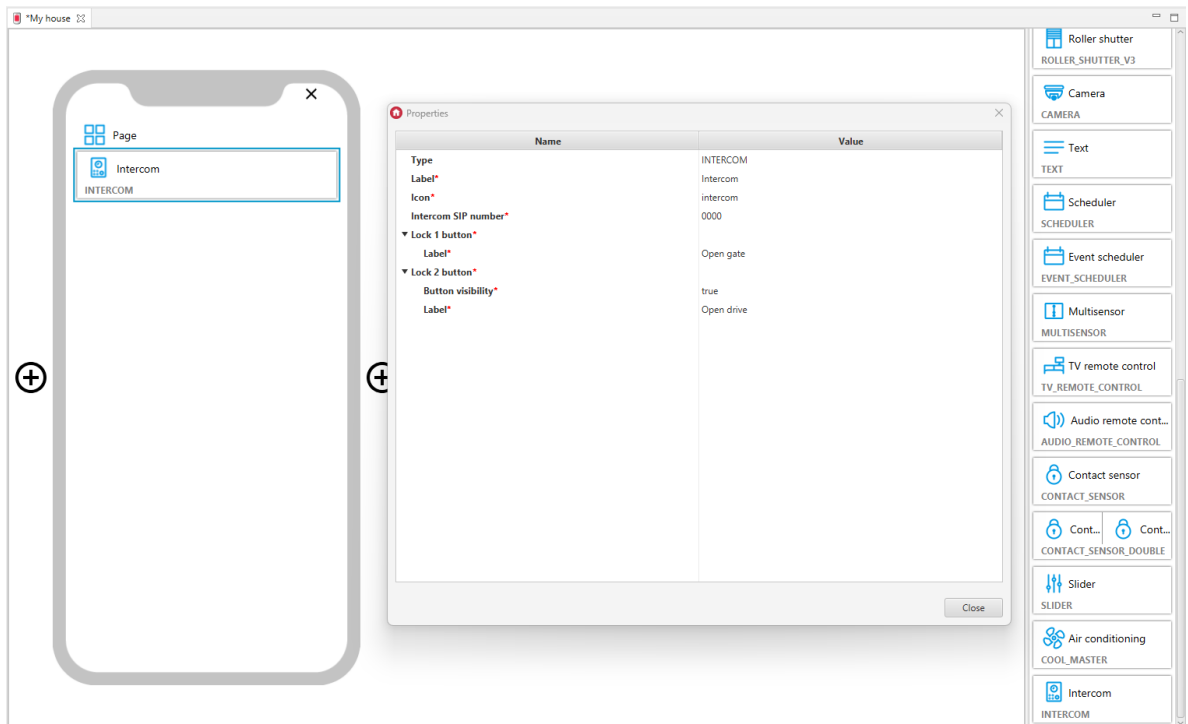 *My house
Page
Intercom
INTERCOM
Properties
Name Value
Type INTERCOM
Label* Intercom
Icon* intercom
Intercom SIP number* 0000
Lock 1 button*
Label* Open gate
Lock 2 button*
Button visibility* true
Label* Open drive
Close
Roller shutter
ROLLER_SHUTTER_V3
Camera
CAMERA
Text
TEXT
Scheduler
SCHEDULER
Event scheduler
EVENT_SCHEDULER
Multisensor
MULTISENSOR
TV remote control
TV_REMOTE_CONTROL
Audio remote cont...
AUDIO_REMOTE_CONTROL
Contact sensor
CONTACT_SENSOR
Cont... Cont...
CONTACT_SENSOR_DOUBLE
Slider
SLIDER
Air conditioning
COOL_MASTER
Intercom
INTERCOM